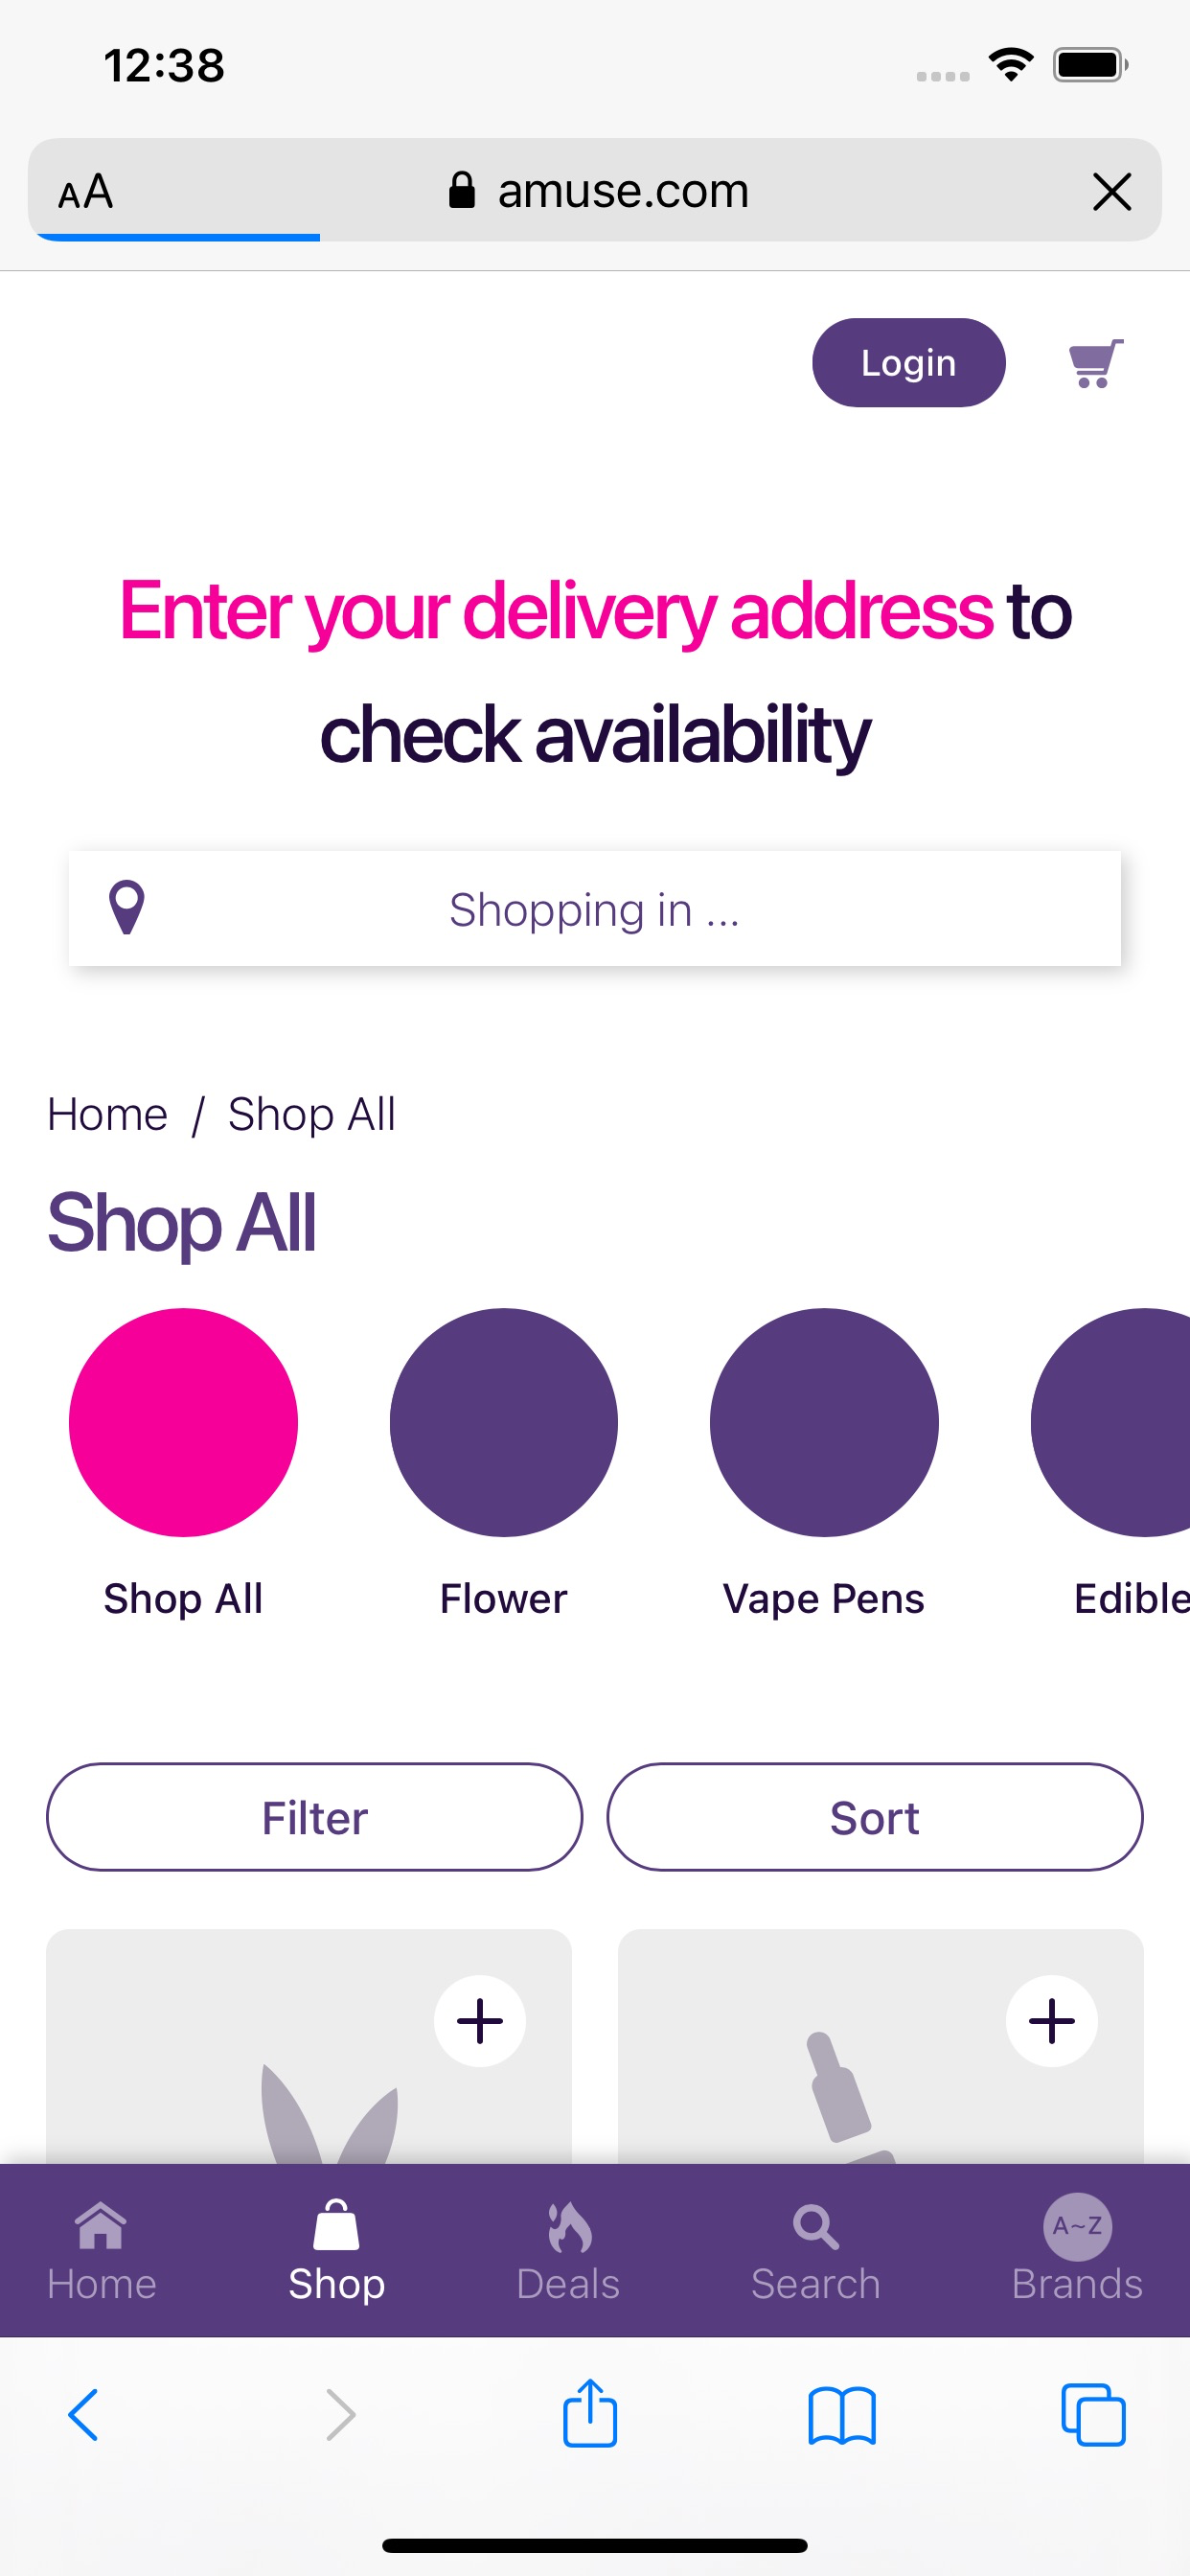 12:38
AA
amuse.com
Login
Enter your delivery address to
check availability
Shopping in ...
Home / Shop All
Shop All
Shop All
Flower
Vape Pens
Edible
Filter
Sort
Home
Shop
Deals
Search
A~Z
Brands